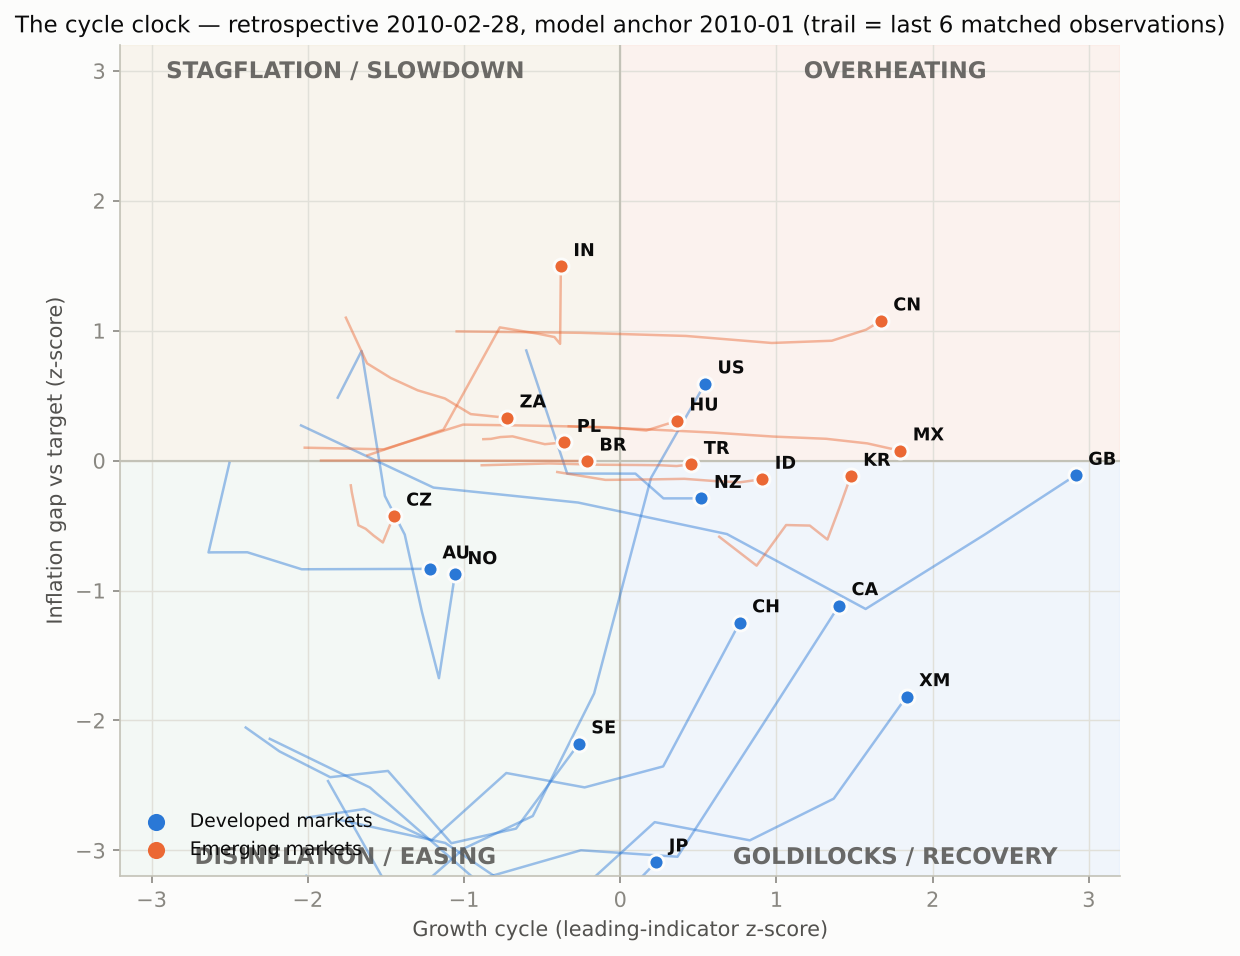 The cycle clock — retrospective 2010-02-28, model anchor 2010-01 (trail = last 6 matched observations)
STAGFLATION / SLOWDOWN
OVERHEATING
3
2
1
0
−1
−2
−3
Inflation gap vs target (z-score)
IN
CN
US
ZA
HU
PL
BR
TR
MX
NZ
ID
KR
GB
CZ
AU
NO
CH
CA
XM
SE
JP
Developed markets
Emerging markets
DISINFLATION / EASING
GOLDILOCKS / RECOVERY
−3
−2
−1
0
1
2
3
Growth cycle (leading-indicator z-score)